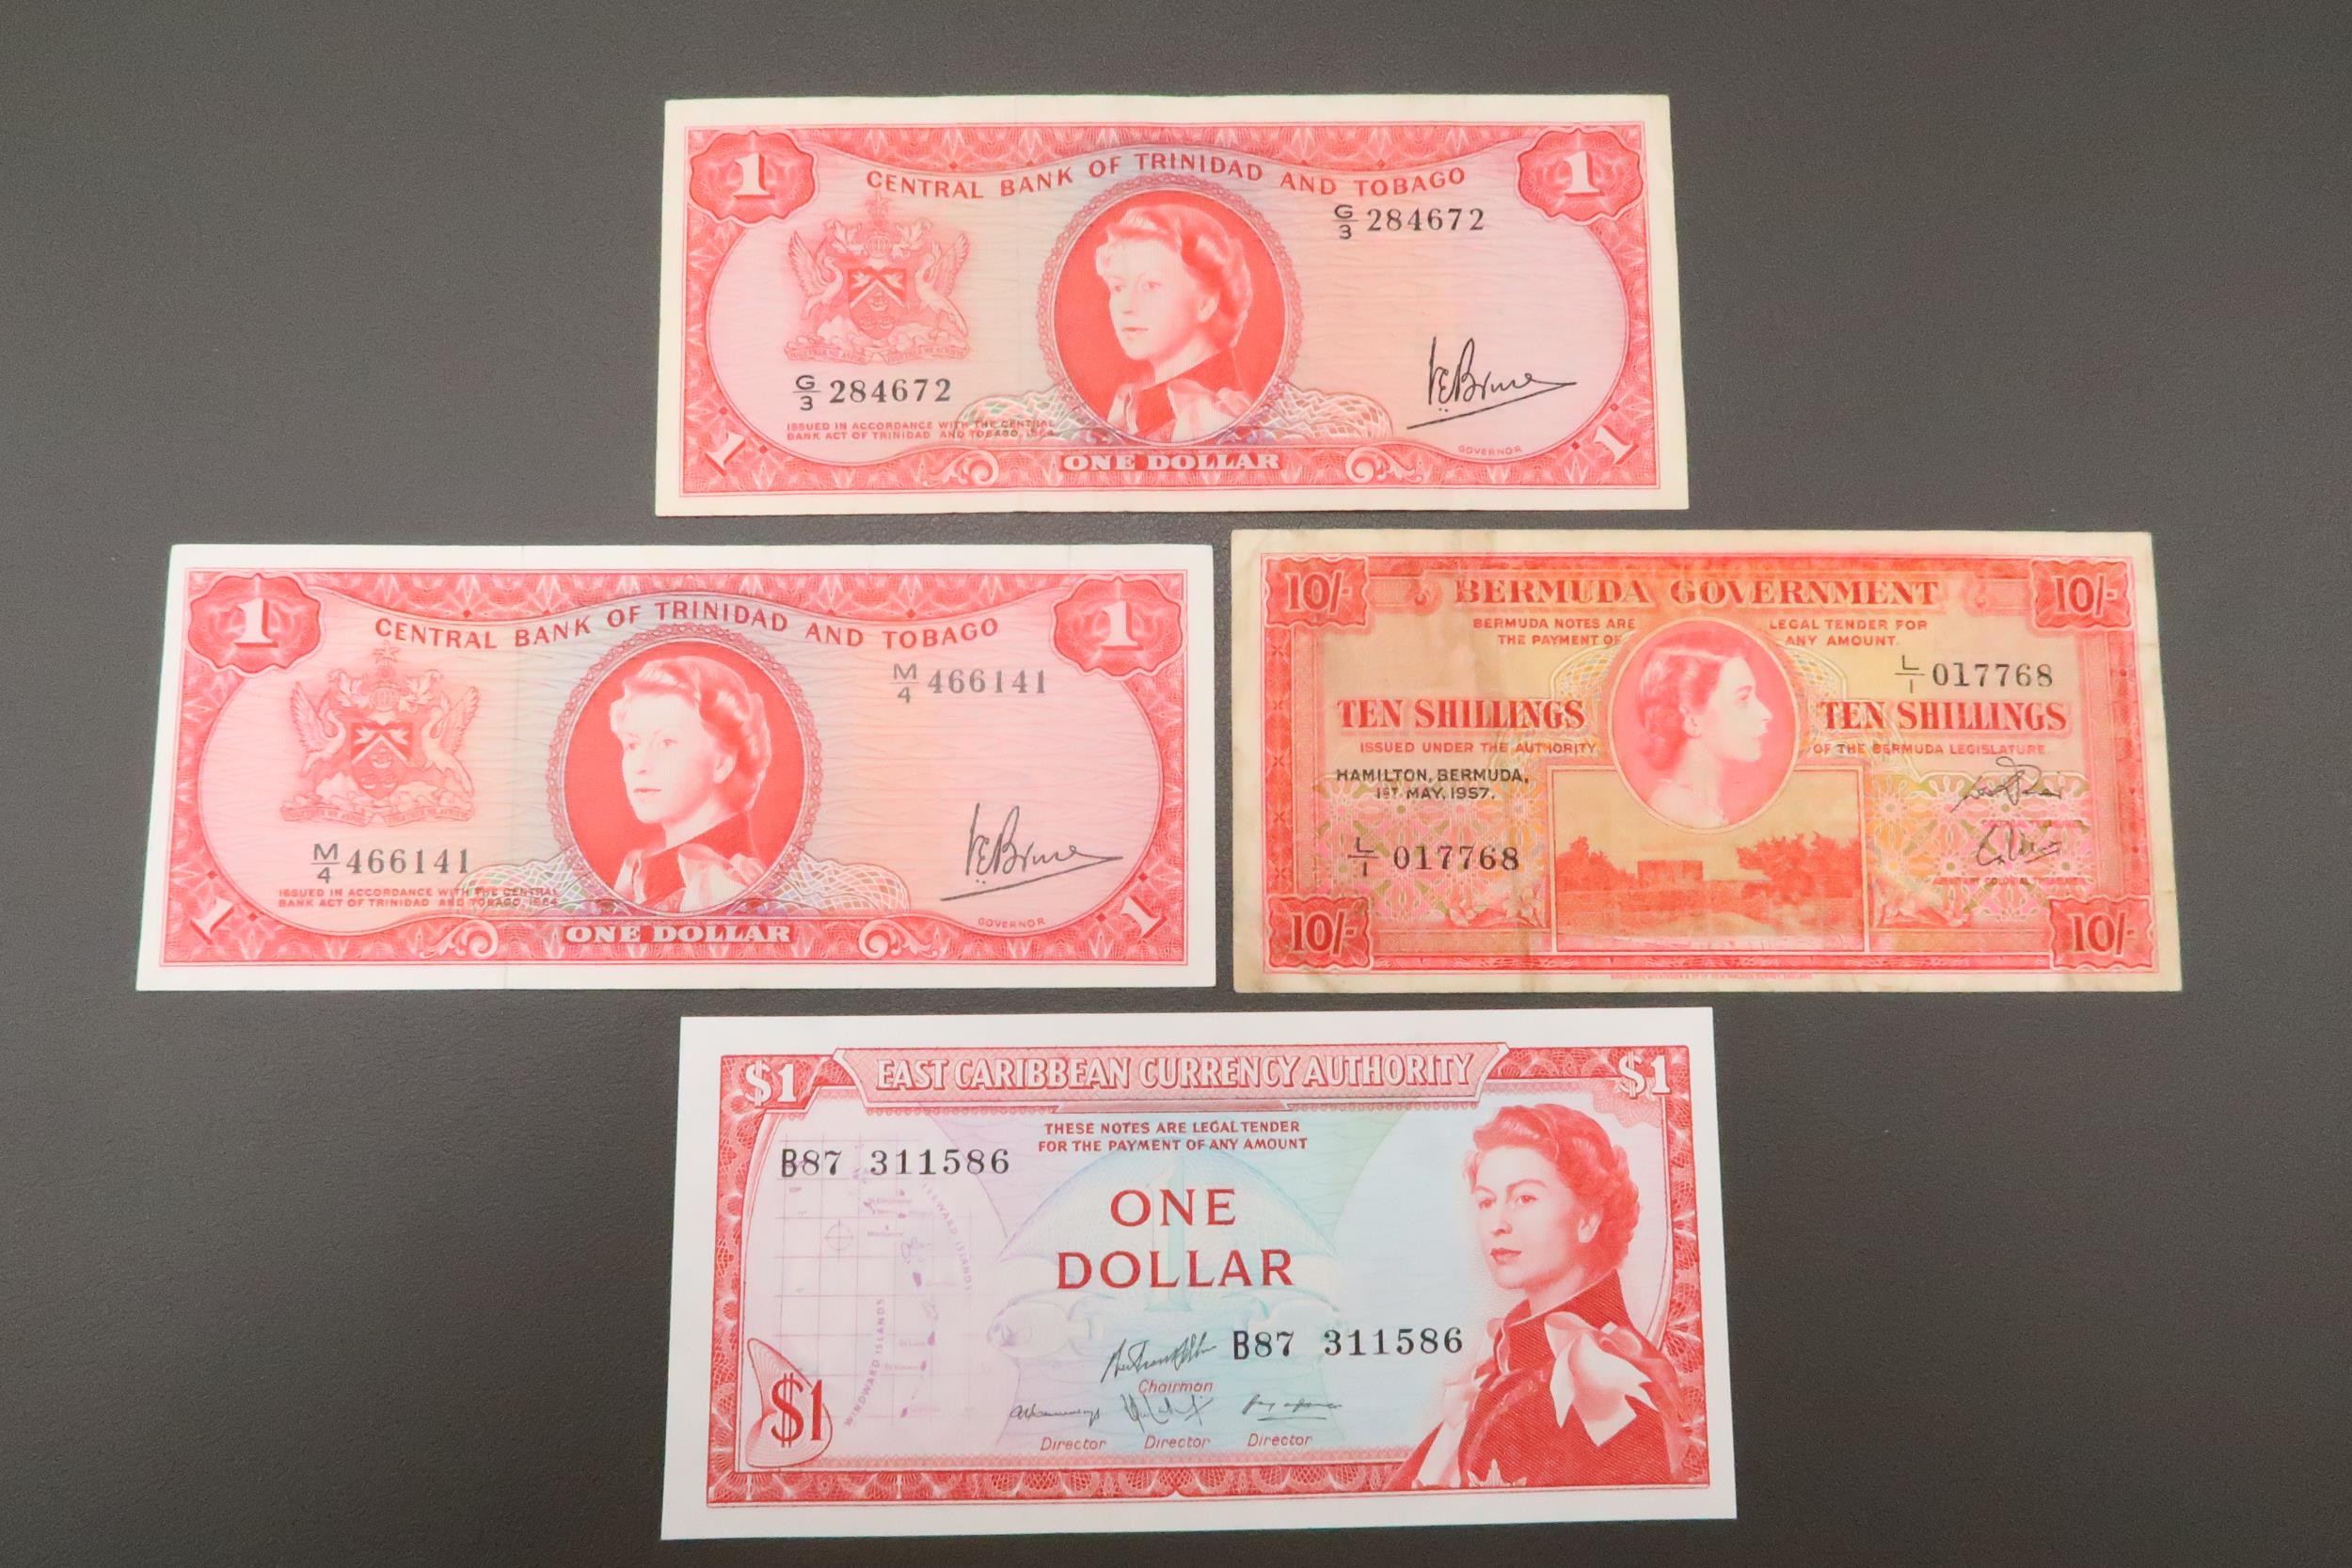 1 1
CENTRAL BANK OF TRINIDAD AND TOBAGO
G/3 284672
G/3 284672
ISSUED IN ACCORDANCE WITH THE CENTRAL
BANK ACT OF TRINIDAD AND TOBAGO, 1964
GOVERNOR
1 ONE DOLLAR 1
1 1
CENTRAL BANK OF TRINIDAD AND TOBAGO
M/4 466141
M/4 466141
ISSUED IN ACCORDANCE WITH THE CENTRAL
BANK ACT OF TRINIDAD AND TOBAGO, 1964
GOVERNOR
1 ONE DOLLAR 1
10/- BERMUDA GOVERNMENT 10/-
BERMUDA NOTES ARE LEGAL TENDER FOR
THE PAYMENT OF ANY AMOUNT.
L/1 017768
TEN SHILLINGS TEN SHILLINGS
ISSUED UNDER THE AUTHORITY OF THE BERMUDA LEGISLATURE.
HAMILTON, BERMUDA,
1ST MAY, 1957.
L/1 017768
10/- 10/-
$1 EAST CARIBBEAN CURRENCY AUTHORITY $1
THESE NOTES ARE LEGAL TENDER
FOR THE PAYMENT OF ANY AMOUNT
B87 311586
LEEWARD ISLANDS
ONE
DOLLAR
WINDWARD ISLANDS
B87 311586
Chairman
$1
Director Director Director